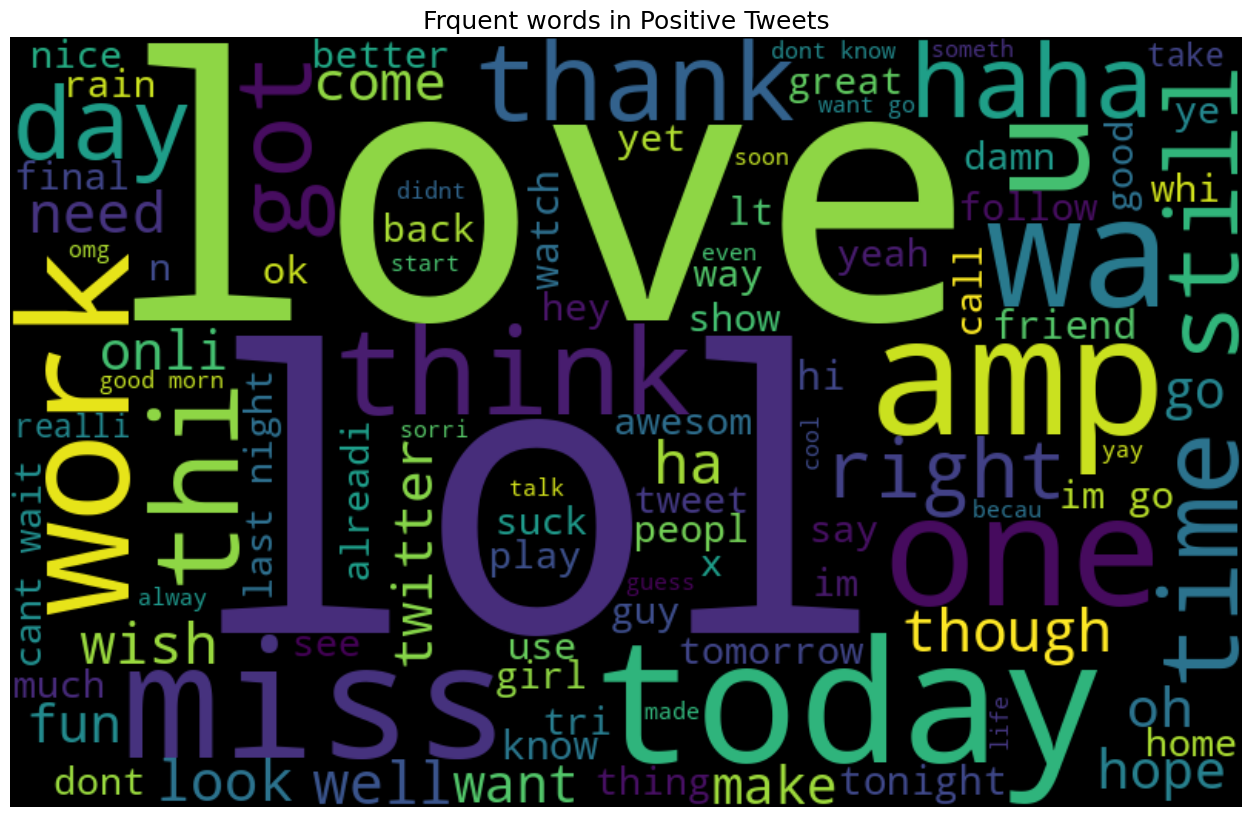 Frquent words in Positive Tweets
nice
better
dont know
someth
take
rain
come
thank
great
want go
haha
ye
day
love
got
yet
soon
u
good
still
damn
whi
final
need
didnt
back
start
watch
lt
follow
wa
omg
n
ok
even
way
yeah
call
hey
show
friend
work
onli
good morn
thi
think
hi
amp
go
realli
last night
lol
alreadi
sorri
twitter
awesom
cool
yay
ha
right
im go
time
cant wait
talk
suck
play
tweet
peopl
x
say
becau
one
alway
guess
im
guy
wish
see
use
tomorrow
though
much
miss
girl
today
fun
tri
made
life
oh
know
home
dont
look
well
want
thing
make
tonight
hope